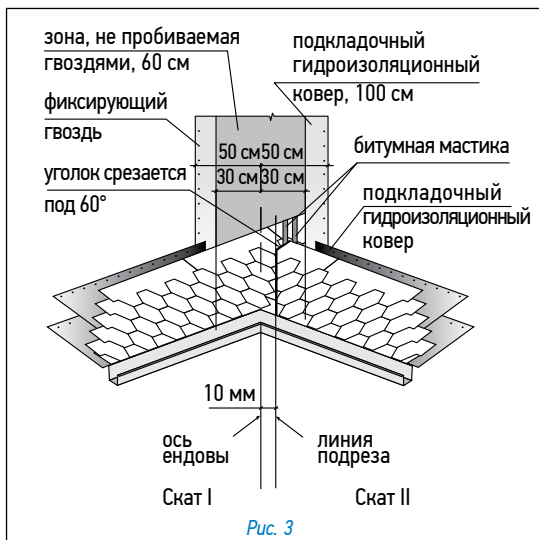 зона, не пробиваемая
гвоздями, 60 см
подкладочный
гидроизоляционный
ковер, 100 см
фиксирующий
гвоздь
50 см 50 см
битумная мастика
уголок срезается
под 60°
30 см 30 см
подкладочный
гидроизоляционный
ковер
10 мм
ось
ендовы
линия
подреза
Скат I
Скат II
Рис. 3